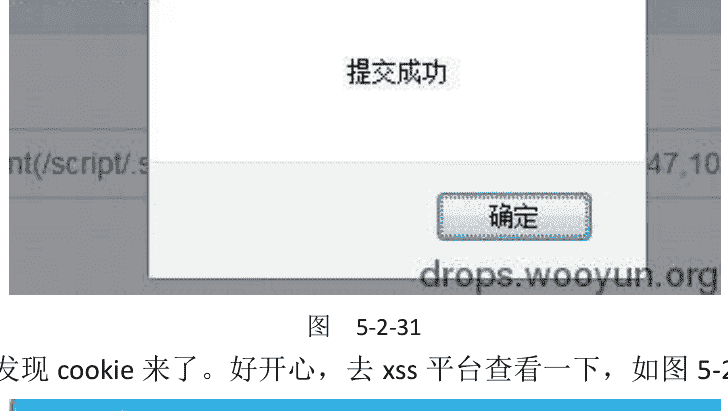 提交成功
nt(/script/.s
47,10
确定
drops.wooyun.org
图 5-2-31
发现 cookie 来了。好开心，去 xss 平台查看一下，如图 5-2